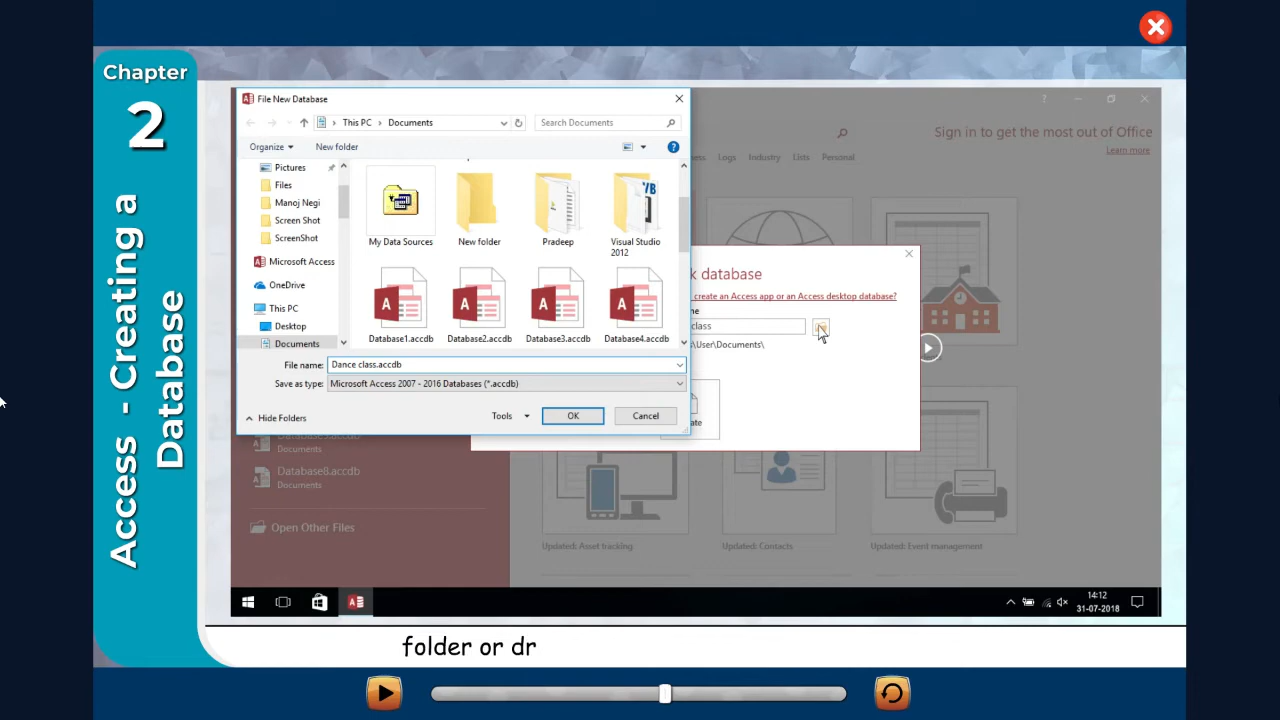 Chapter
2
Access - Creating a
Database
File New Database
This PC
Documents
Search Documents
Organize
New folder
Pictures
Files
Manoj Negi
Screen Shot
ScreenShot
Microsoft Access
OneDrive
This PC
Desktop
Documents
My Data Sources
New folder
Pradeep
Visual Studio
2012
Database1.accdb
Database2.accdb
Database3.accdb
Database4.accdb
File name:
Dance class.accdb
Save as type:
Microsoft Access 2007 - 2016 Databases (*.accdb)
Hide Folders
Tools
OK
Cancel
Sign in to get the most out of Office
Learn more
Logs
Industry
Lists
Personal
k database
create an Access app or an Access desktop database?
class
\User\Documents\
Documents
Database8.accdb
Documents
Open Other Files
Updated: Asset tracking
Updated: Contacts
Updated: Event management
14:12
31-07-2018
folder or dr